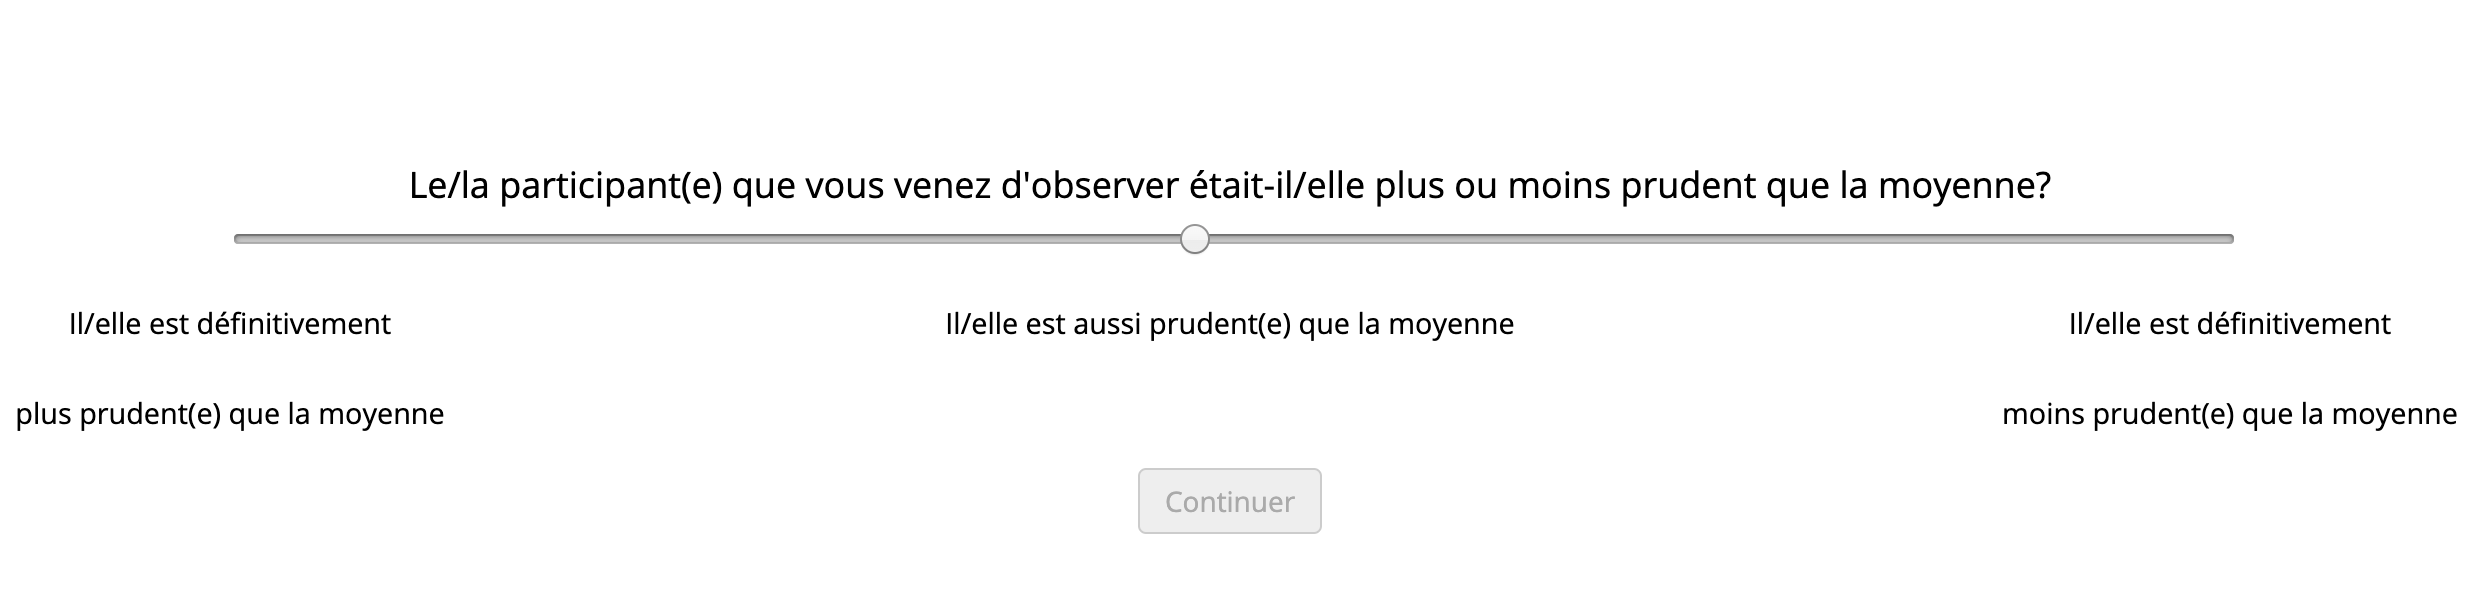 Le/la participant(e) que vous venez d'observer était-il/elle plus ou moins prudent que la moyenne?
Il/elle est définitivement
plus prudent(e) que la moyenne
Il/elle est aussi prudent(e) que la moyenne
Il/elle est définitivement
moins prudent(e) que la moyenne
Continuer